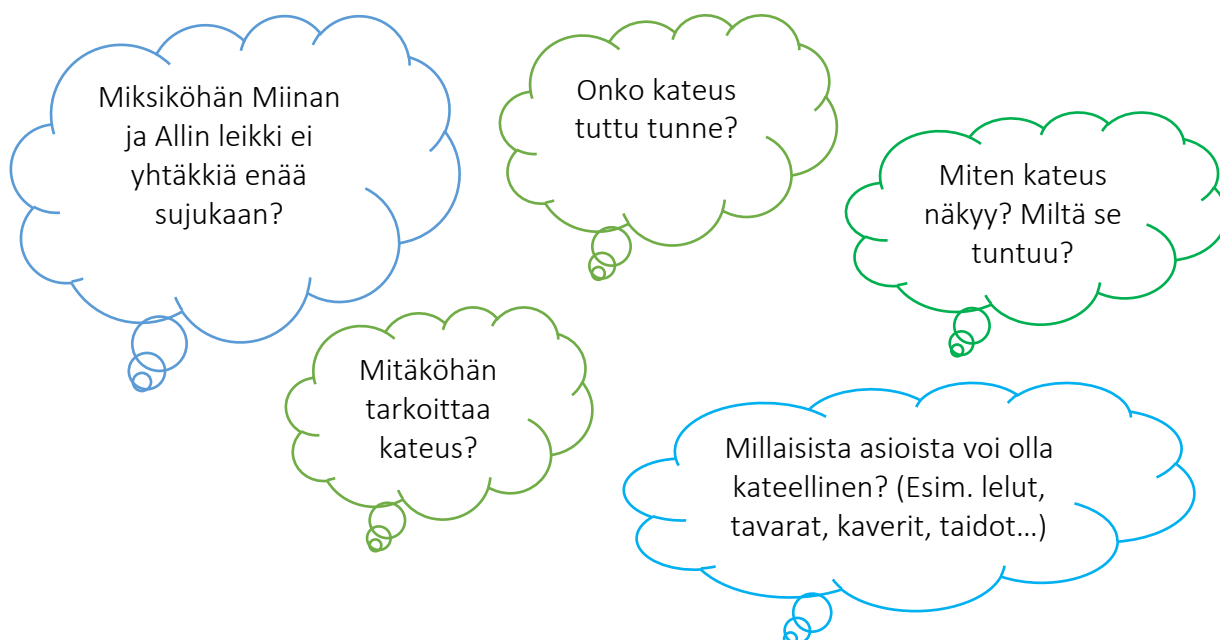 Miksiköhän Miinan
ja Allin leikki ei
yhtäkkiä enää
sujukaan?
Onko kateus
tuttu tunne?
Miten kateus
näkyy? Miltä se
tuntuu?
Mitäköhän
tarkoittaa
kateus?
Millaisista asioista voi olla
kateellinen? (Esim. lelut,
tavarat, kaverit, taidot…)